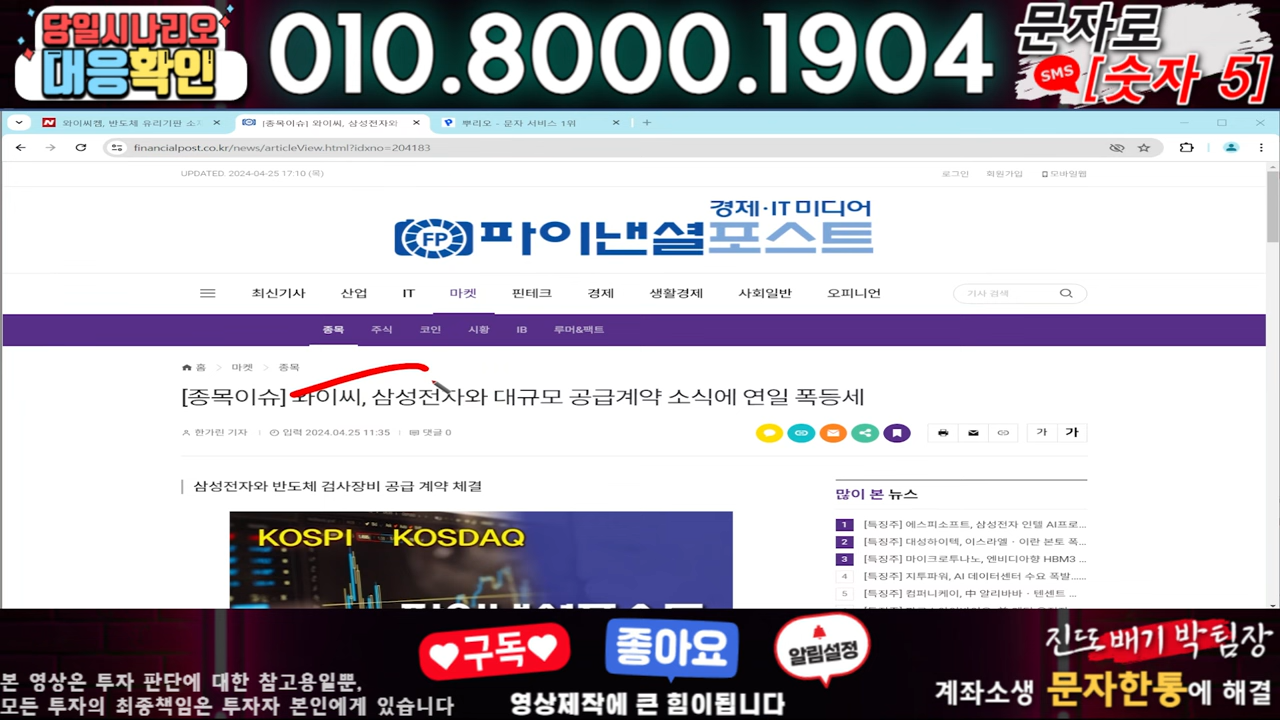 당일시나리오
대응확인
010.8000.1904
문자로
SMS
[숫자 5]
와이씨켐, 반도체 유리기판 소
[종목이슈] 와이씨, 삼성전자와
뿌리오 - 문자 서비스 1위
financialpost.co.kr/news/articleView.html?idxno=204183
UPDATED. 2024-04-25 17:10 (목)
로그인 회원가입 모바일웹
경제·IT미디어
FP 파이낸셜포스트
최신기사 산업 IT 마켓 핀테크 경제 생활경제 사회일반 오피니언
기사 검색
종목 주식 코인 시황 IB 루머&팩트
홈 > 마켓 > 종목
[종목이슈] 와이씨, 삼성전자와 대규모 공급계약 소식에 연일 폭등세
한가린 기자 입력 2024.04.25 11:35 댓글 0
가 가
삼성전자와 반도체 검사장비 공급 계약 체결
KOSPI KOSDAQ
많이 본 뉴스
1 [특징주] 에스피소프트, 삼성전자 인텔 AI프로...
2 [특징주] 대성하이텍, 이스라엘·이란 본토 폭...
3 [특징주] 마이크로투나노, 엔비디아향 HBM3 ...
4 [특징주] 지투파워, AI 데이터센터 수요 폭발......
5 [특징주] 컴퍼니케이, 中 알리바바·텐센트 ...
구독
좋아요
알림설정
영상제작에 큰 힘이됩니다
본 영상은 투자 판단에 대한 참고용일뿐,
모든 투자의 최종책임은 투자자 본인에게 있습니다
진또배기 박팀장
계좌소생 문자한통에 해결